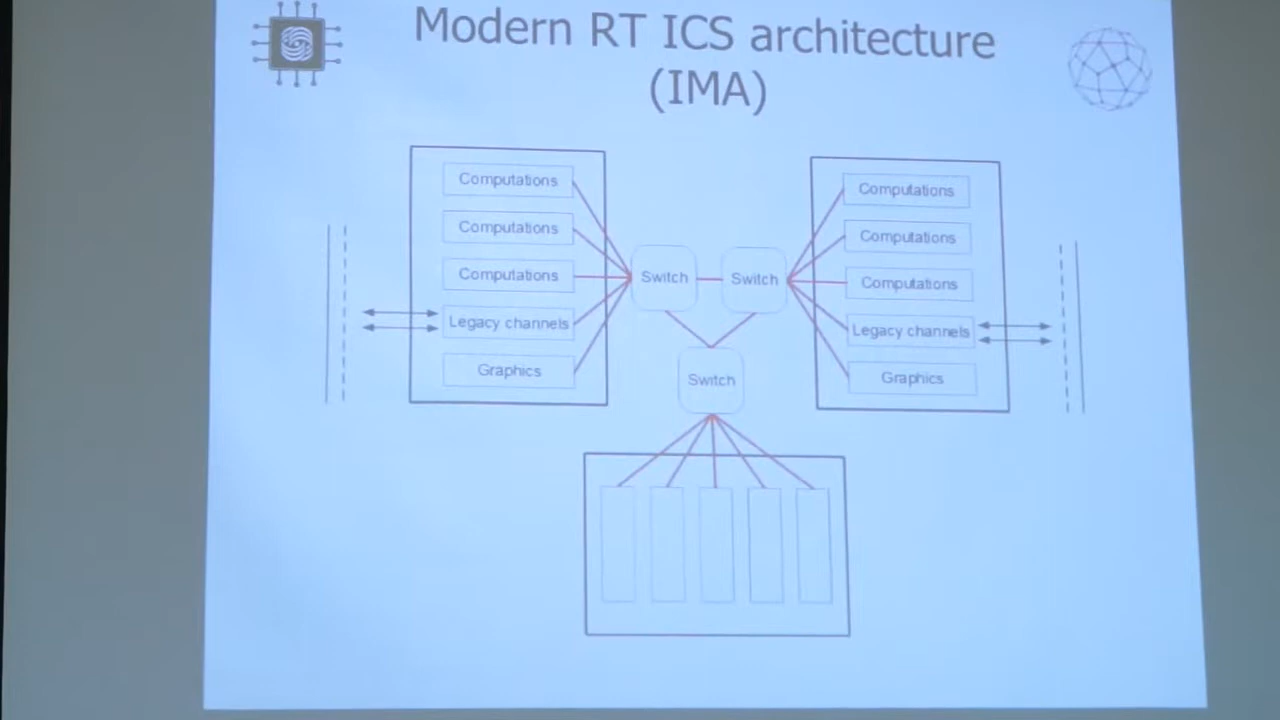 Modern RT ICS architecture
(IMA)
Computations
Computations
Computations
Legacy channels
Graphics
Switch
Switch
Switch
Computations
Computations
Computations
Legacy channels
Graphics